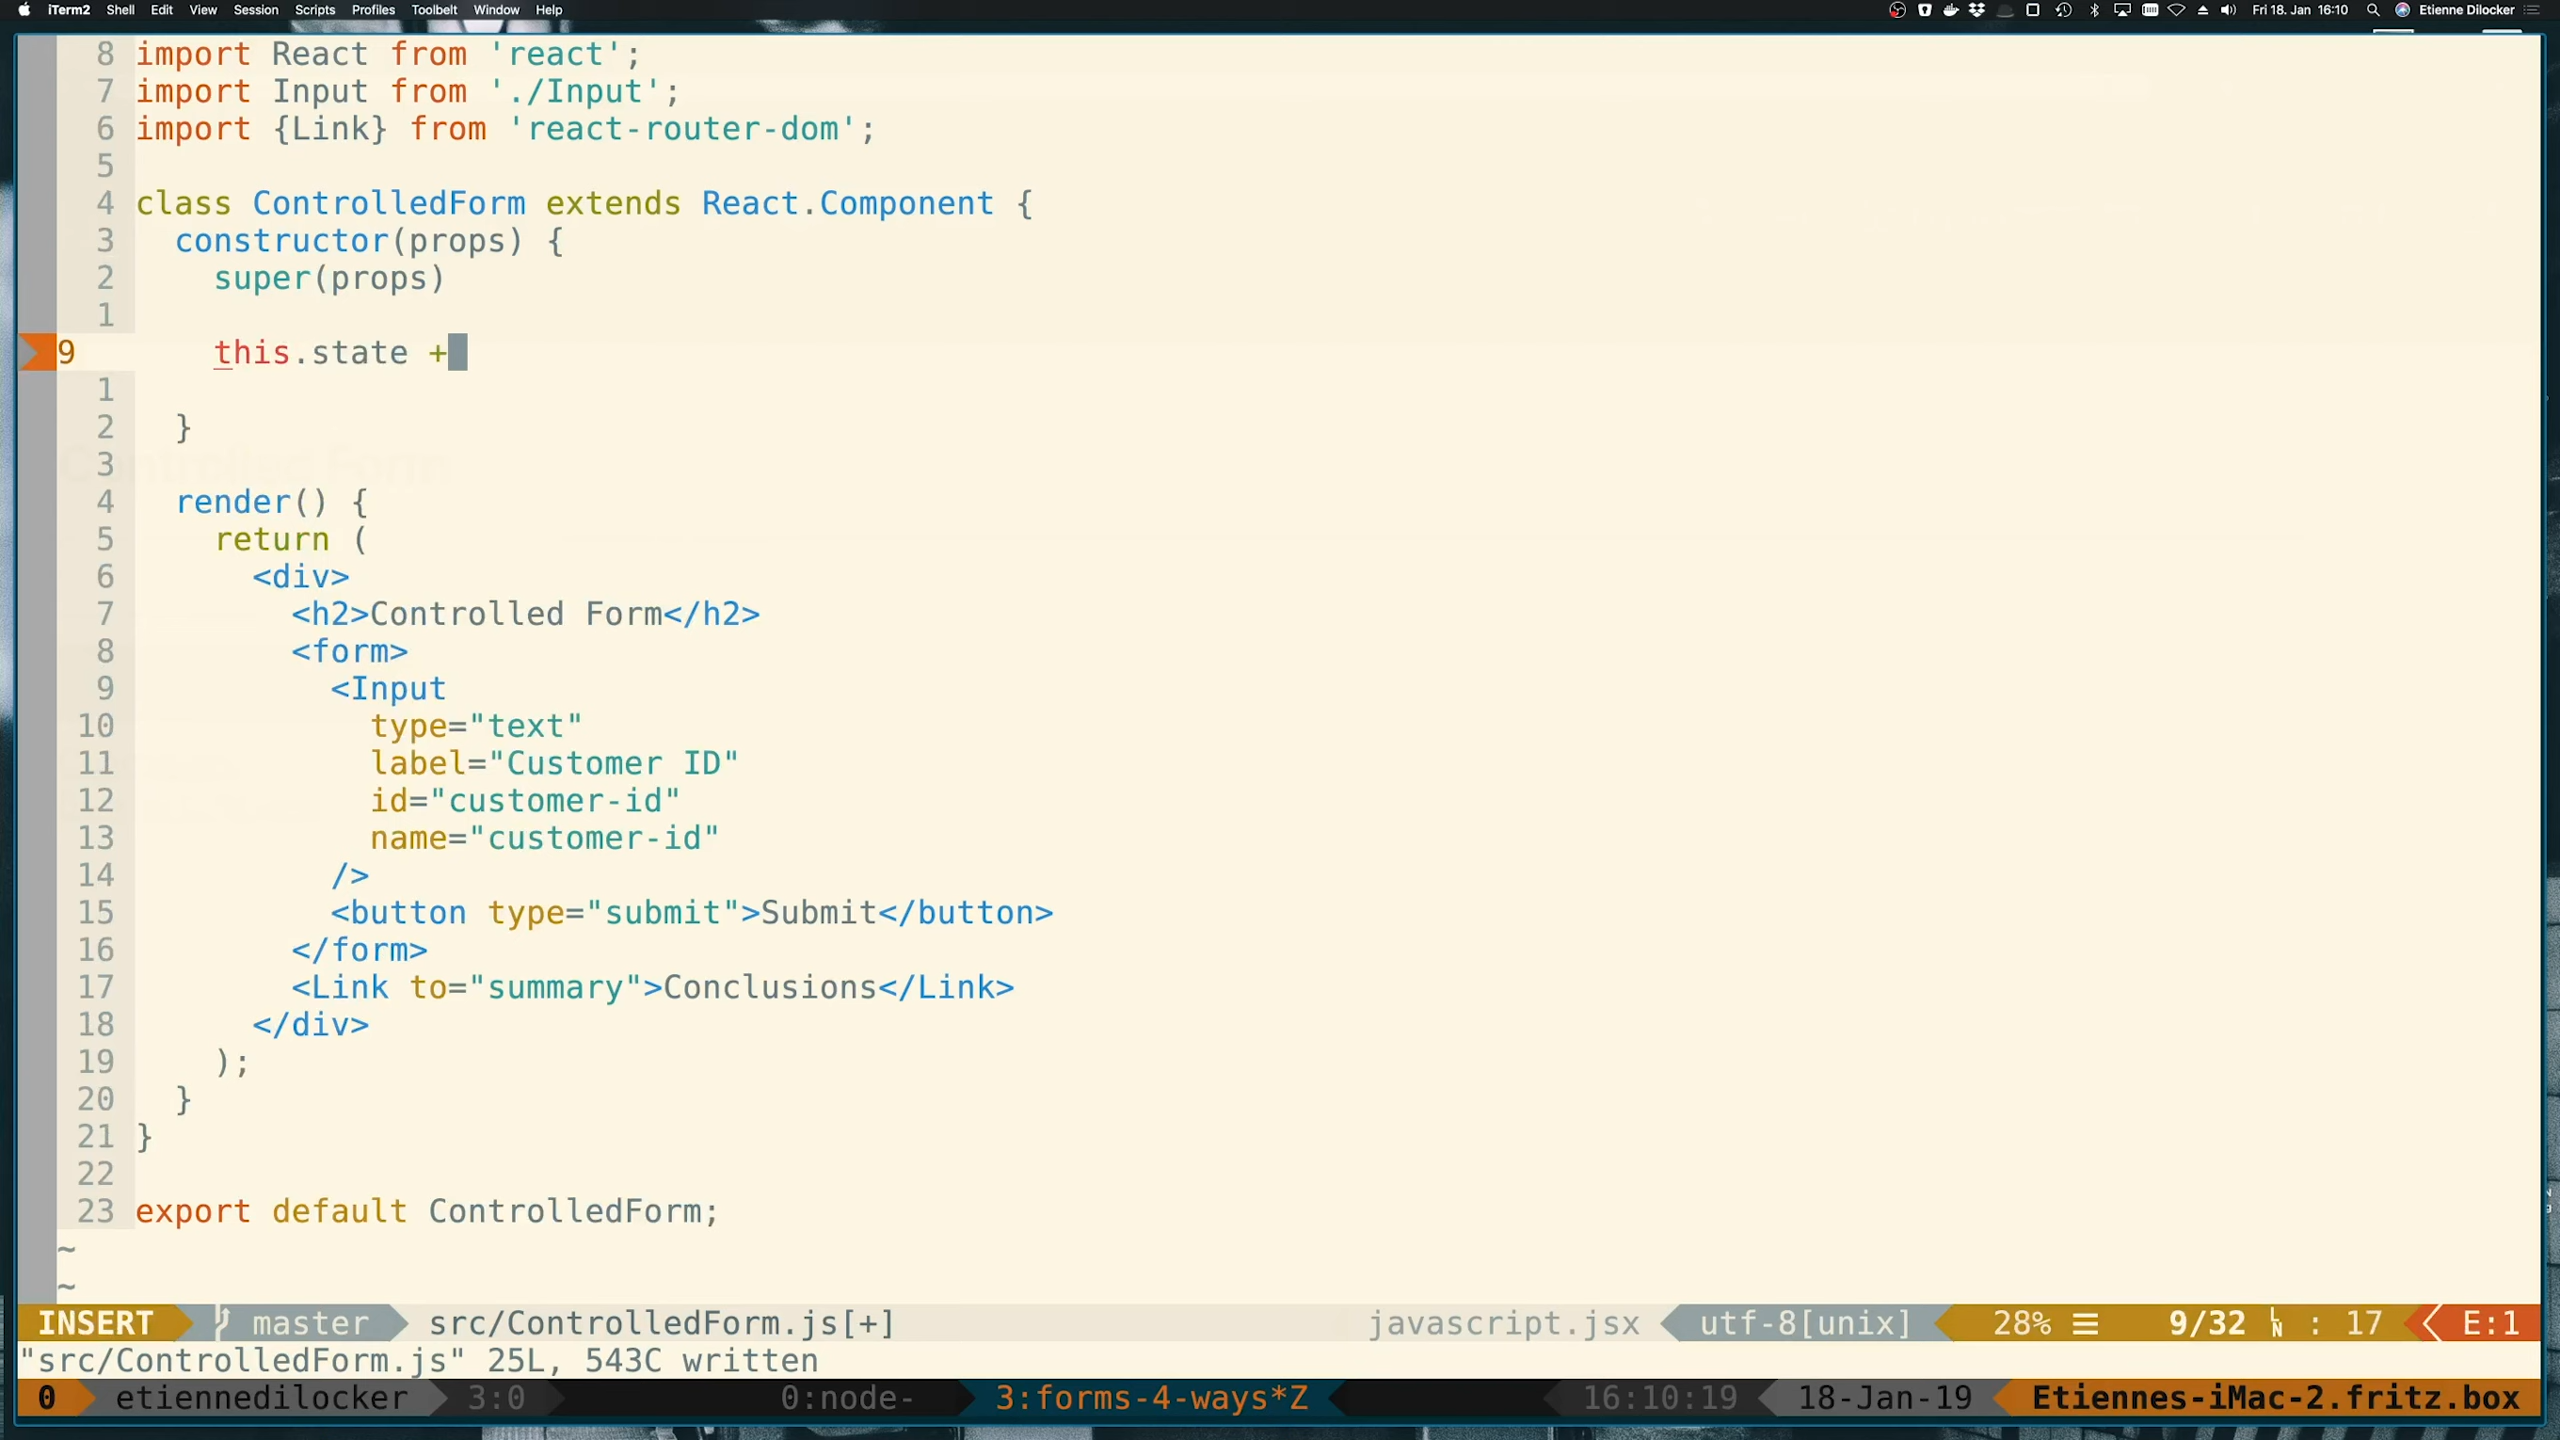 iTerm2 Shell Edit View Session Scripts Profiles Toolbelt Window Help Fri 18. Jan 16:10 Etienne Dilocker
8 import React from 'react';
7 import Input from './Input';
6 import {Link} from 'react-router-dom';
5
4 class ControlledForm extends React.Component {
3 constructor(props) {
2 super(props)
1
9 this.state +
1
2 }
3
4 render() {
5 return (
6 <div>
7 <h2>Controlled Form</h2>
8 <form>
9 <Input
10 type="text"
11 label="Customer ID"
12 id="customer-id"
13 name="customer-id"
14 />
15 <button type="submit">Submit</button>
16 </form>
17 <Link to="summary">Conclusions</Link>
18 </div>
19 );
20 }
21 }
22
23 export default ControlledForm;
~
~
INSERT master src/ControlledForm.js[+] javascript.jsx utf-8[unix] 28% ☰ 9/32 : 17 E:1
"src/ControlledForm.js" 25L, 543C written
0 etiennedilocker 3:0 0:node- 3:forms-4-ways*Z 16:10:19 18-Jan-19 Etiennes-iMac-2.fritz.box